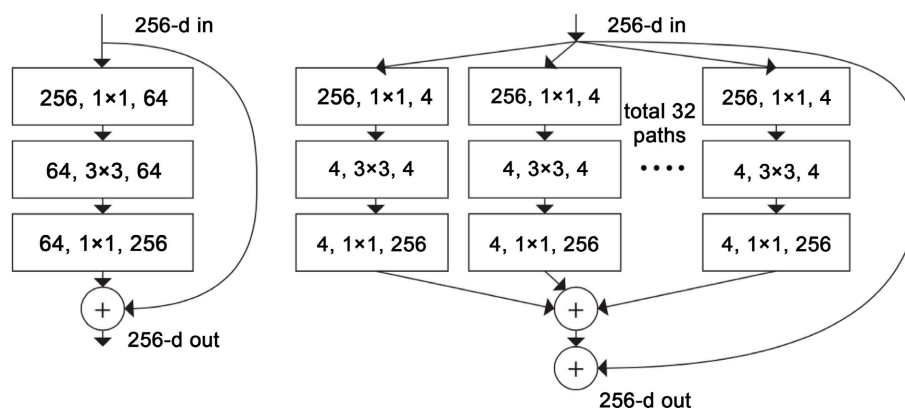 256-d in
256, 1×1, 64
64, 3×3, 64
64, 1×1, 256
+
256-d out
256-d in
256, 1×1, 4
256, 1×1, 4
256, 1×1, 4
total 32
paths
4, 3×3, 4
4, 3×3, 4
....
4, 3×3, 4
4, 1×1, 256
4, 1×1, 256
4, 1×1, 256
+
+
256-d out